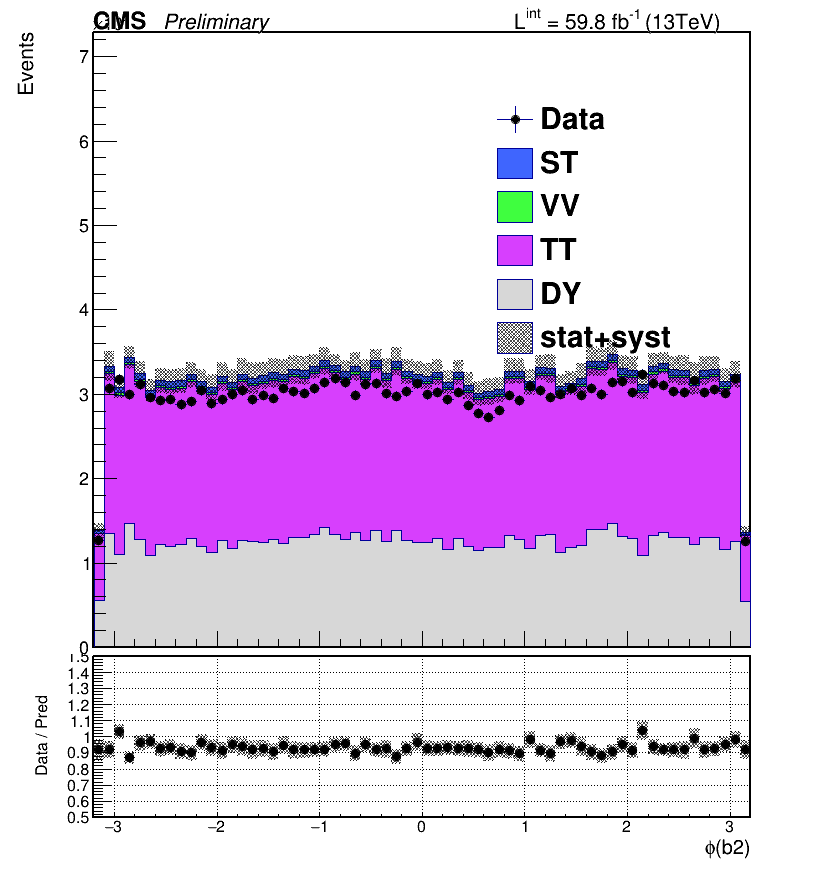 CMS Preliminary
L^int = 59.8 fb^-1 (13TeV)
Events
7
6
5
4
3
2
1
0
Data
ST
VV
TT
DY
stat+syst
Data / Pred
1.5
1.4
1.3
1.2
1.1
1
0.9
0.8
0.7
0.6
0.5
−3 −2 −1 0 1 2 3
ϕ(b2)